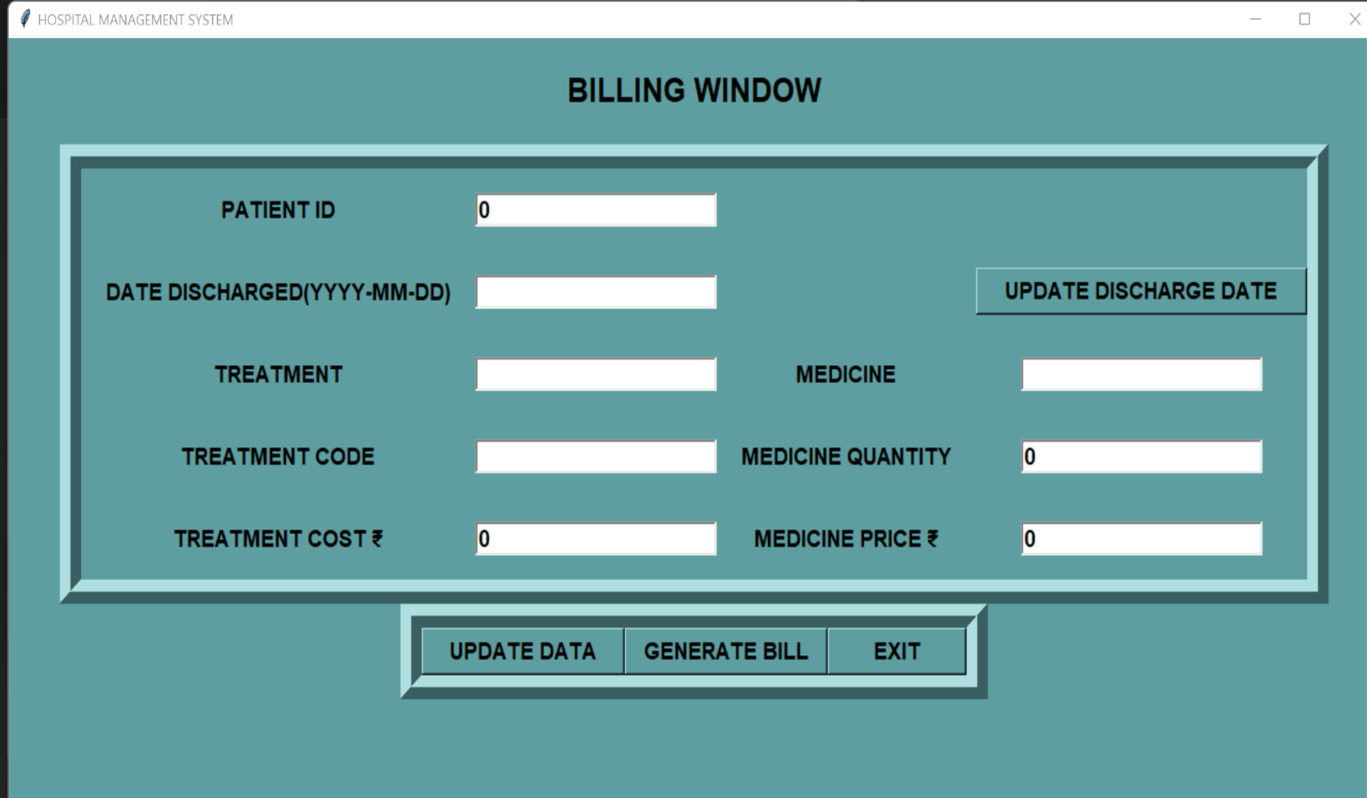 HOSPITAL MANAGEMENT SYSTEM
BILLING WINDOW
PATIENT ID 0
DATE DISCHARGED(YYYY-MM-DD) UPDATE DISCHARGE DATE
TREATMENT MEDICINE
TREATMENT CODE MEDICINE QUANTITY 0
TREATMENT COST ₹ 0 MEDICINE PRICE ₹ 0
UPDATE DATA GENERATE BILL EXIT